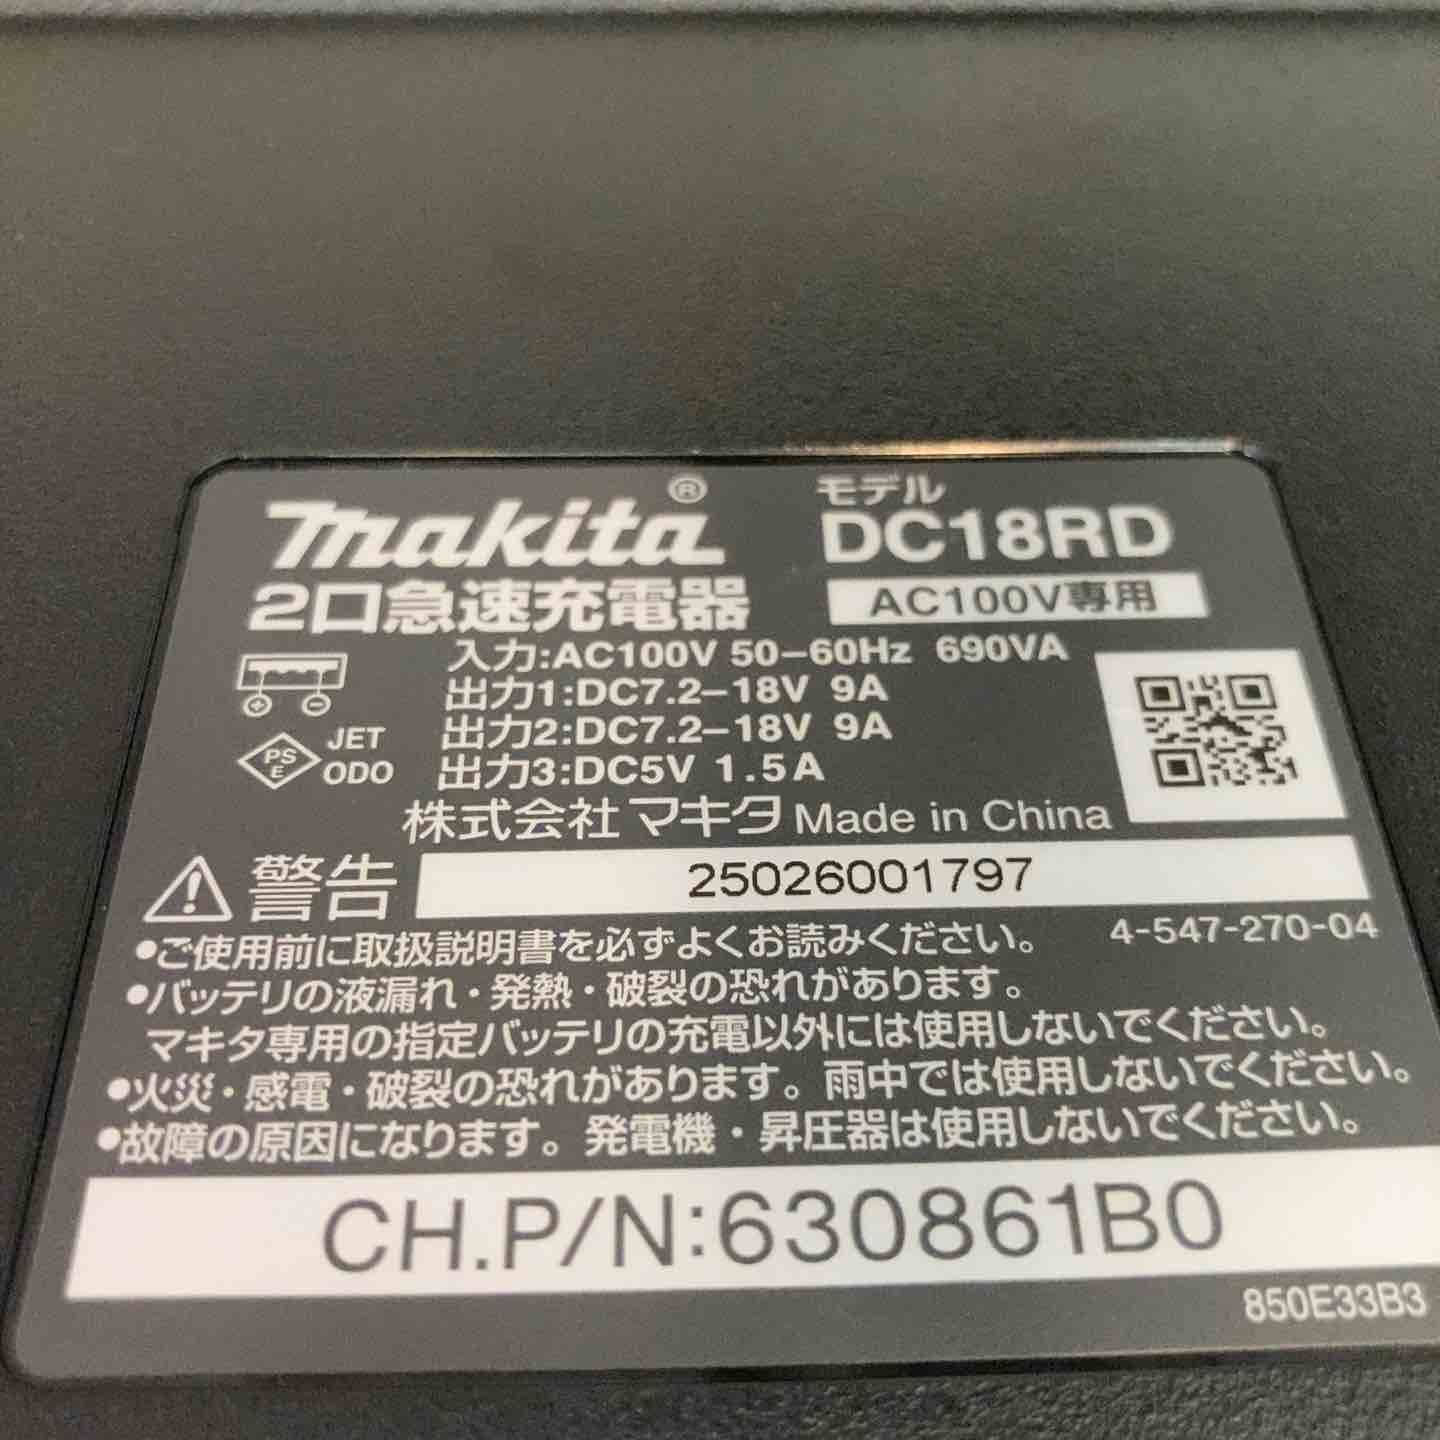 makita®
モデル
DC18RD
2口急速充電器
AC100V専用
入力:AC100V 50-60Hz 690VA
出力1:DC7.2-18V 9A
出力2:DC7.2-18V 9A
出力3:DC5V 1.5A
PS
E
JET
ODO
株式会社マキタ Made in China
警告
25026001797
4-547-270-04
•ご使用前に取扱説明書を必ずよくお読みください。
•バッテリの液漏れ・発熱・破裂の恐れがあります。
マキタ専用の指定バッテリの充電以外には使用しないでください。
•火災・感電・破裂の恐れがあります。雨中では使用しないでください。
•故障の原因になります。発電機・昇圧器は使用しないでください。
CH.P/N:630861B0
850E33B3